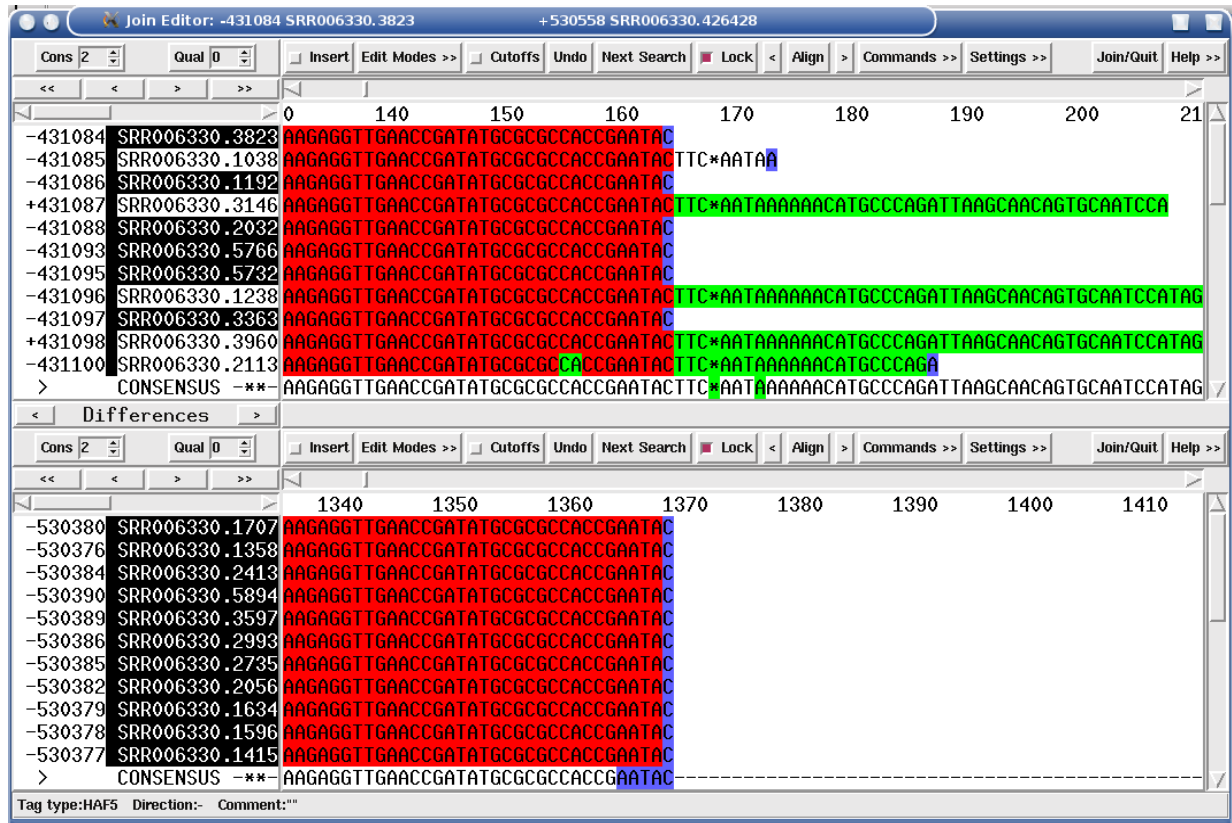 Join Editor: -431084 SRR006330.3823 +530558 SRR006330.426428
Cons 2 Qual 0 Insert Edit Modes >> Cutoffs Undo Next Search Lock < Align > Commands >> Settings >> Join/Quit Help >>
<< < > >>
0 140 150 160 170 180 190 200 21
-431084 SRR006330.3823 AAGAGGTTGAACCGATATGCGCGCCACCGAATAC
-431085 SRR006330.1038 AAGAGGTTGAACCGATATGCGCGCCACCGAATACTTC*AATAA
-431086 SRR006330.1192 AAGAGGTTGAACCGATATGCGCGCCACCGAATAC
+431087 SRR006330.3146 AAGAGGTTGAACCGATATGCGCGCCACCGAATACTTC*AATAAAAAACATGCCCAGATTAAGCAACAGTGCAATCCA
-431088 SRR006330.2032 AAGAGGTTGAACCGATATGCGCGCCACCGAATAC
-431093 SRR006330.5766 AAGAGGTTGAACCGATATGCGCGCCACCGAATAC
-431095 SRR006330.5732 AAGAGGTTGAACCGATATGCGCGCCACCGAATAC
-431096 SRR006330.1238 AAGAGGTTGAACCGATATGCGCGCCACCGAATACTTC*AATAAAAAACATGCCCAGATTAAGCAACAGTGCAATCCATAG
-431097 SRR006330.3363 AAGAGGTTGAACCGATATGCGCGCCACCGAATAC
+431098 SRR006330.3960 AAGAGGTTGAACCGATATGCGCGCCACCGAATACTTC*AATAAAAAACATGCCCAGATTAAGCAACAGTGCAATCCATAG
-431100 SRR006330.2113 AAGAGGTTGAACCGATATGCGCGCCACCGAATACTTC*AATAAAAAACATGCCCAGA
> CONSENSUS -**- AAGAGGTTGAACCGATATGCGCGCCACCGAATACTTC*AATAAAAAACATGCCCAGATTAAGCAACAGTGCAATCCATAG
< Differences >
Cons 2 Qual 0 Insert Edit Modes >> Cutoffs Undo Next Search Lock < Align > Commands >> Settings >> Join/Quit Help >>
<< < > >>
1340 1350 1360 1370 1380 1390 1400 1410
-530380 SRR006330.1707 AAGAGGTTGAACCGATATGCGCGCCACCGAATAC
-530376 SRR006330.1358 AAGAGGTTGAACCGATATGCGCGCCACCGAATAC
-530384 SRR006330.2413 AAGAGGTTGAACCGATATGCGCGCCACCGAATAC
-530390 SRR006330.5894 AAGAGGTTGAACCGATATGCGCGCCACCGAATAC
-530389 SRR006330.3597 AAGAGGTTGAACCGATATGCGCGCCACCGAATAC
-530386 SRR006330.2993 AAGAGGTTGAACCGATATGCGCGCCACCGAATAC
-530385 SRR006330.2735 AAGAGGTTGAACCGATATGCGCGCCACCGAATAC
-530382 SRR006330.2056 AAGAGGTTGAACCGATATGCGCGCCACCGAATAC
-530379 SRR006330.1634 AAGAGGTTGAACCGATATGCGCGCCACCGAATAC
-530378 SRR006330.1596 AAGAGGTTGAACCGATATGCGCGCCACCGAATAC
-530377 SRR006330.1415 AAGAGGTTGAACCGATATGCGCGCCACCGAATAC
> CONSENSUS -**- AAGAGGTTGAACCGATATGCGCGCCACCGAATAC----------------------------------------------
Tag type:HAF5 Direction:- Comment:""